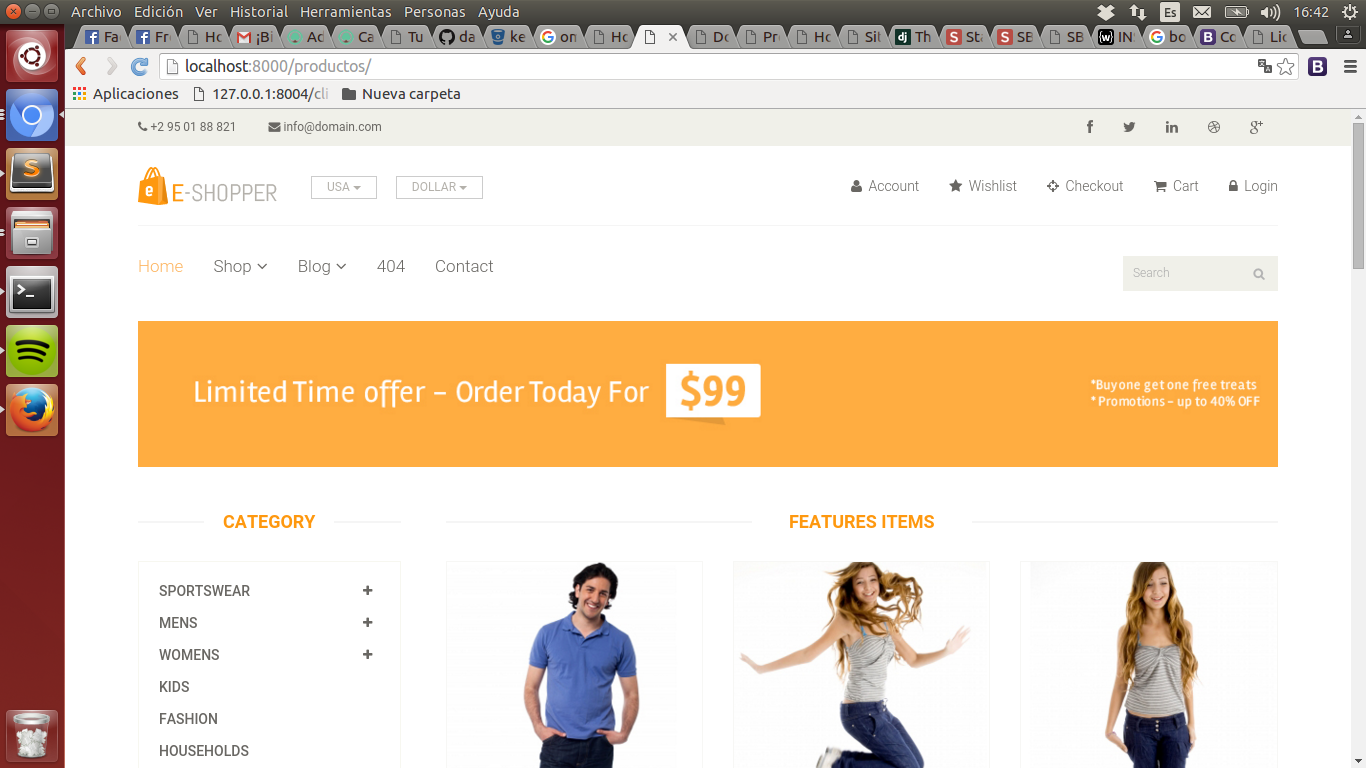 Archivo Edición Ver Historial Herramientas Personas Ayuda
Es 16:42
Fa Fr Ho ¡Bi Ac Ca Tu da ke on Ho Do Pr Ho Sil Th Sta SB SB IN bo Co Lic
localhost:8000/productos/
Aplicaciones 127.0.0.1:8004/cli Nueva carpeta
+2 95 01 88 821 info@domain.com
E-SHOPPER USA DOLLAR Account Wishlist Checkout Cart Login
Home Shop Blog 404 Contact Search
Limited Time offer – Order Today For $99
*Buy one get one free treats
* Promotions – up to 40% OFF
CATEGORY
FEATURES ITEMS
SPORTSWEAR
MENS
WOMENS
KIDS
FASHION
HOUSEHOLDS